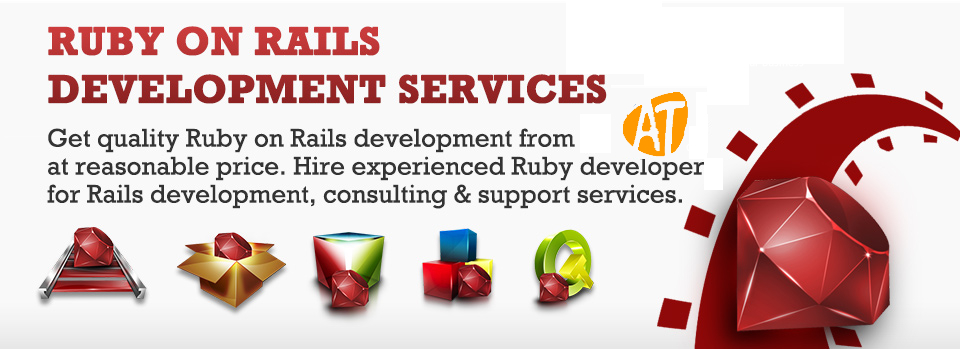 RUBY ON RAILS
DEVELOPMENT SERVICES
Get quality Ruby on Rails development from AT
at reasonable price. Hire experienced Ruby developer
for Rails development, consulting & support services.